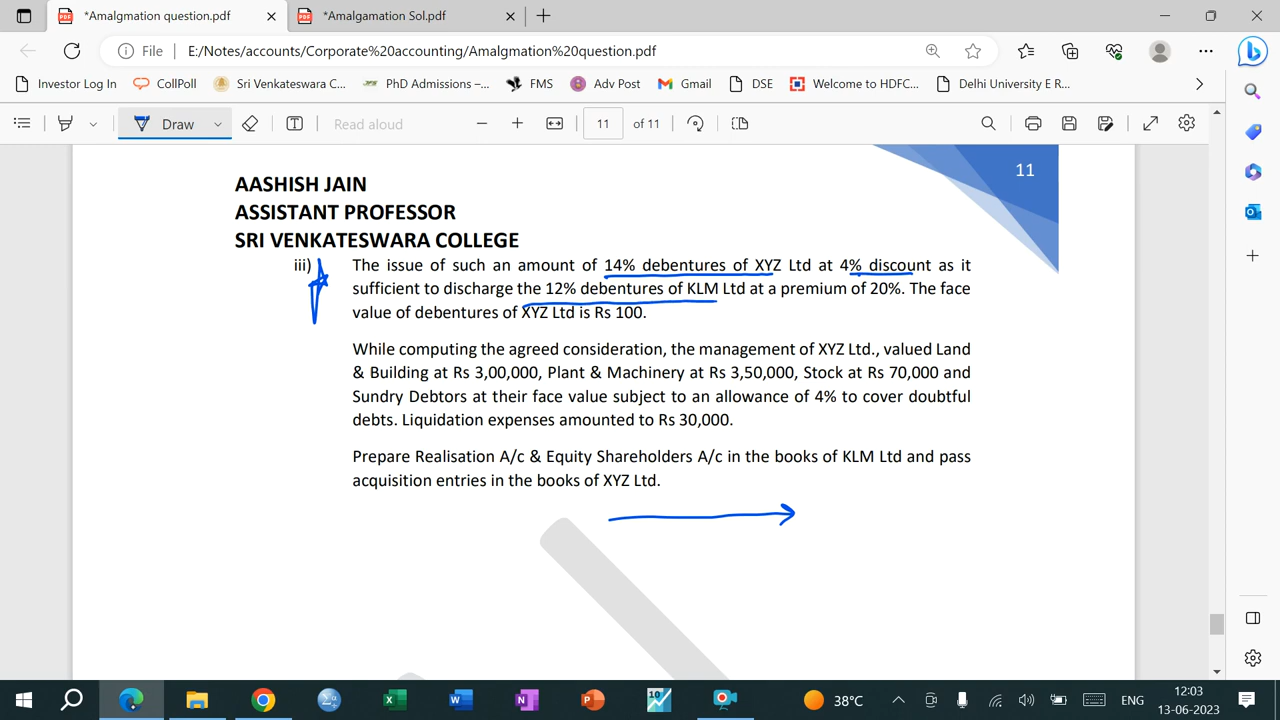 *Amalgmation question.pdf
*Amalgamation Sol.pdf
File E:/Notes/accounts/Corporate%20accounting/Amalgmation%20question.pdf
Investor Log In CollPoll Sri Venkateswara C... PhD Admissions –... FMS Adv Post Gmail DSE Welcome to HDFC... Delhi University E R...
Draw Read aloud 11 of 11
11
AASHISH JAIN
ASSISTANT PROFESSOR
SRI VENKATESWARA COLLEGE
iii) The issue of such an amount of 14% debentures of XYZ Ltd at 4% discount as it
sufficient to discharge the 12% debentures of KLM Ltd at a premium of 20%. The face
value of debentures of XYZ Ltd is Rs 100.
While computing the agreed consideration, the management of XYZ Ltd., valued Land
& Building at Rs 3,00,000, Plant & Machinery at Rs 3,50,000, Stock at Rs 70,000 and
Sundry Debtors at their face value subject to an allowance of 4% to cover doubtful
debts. Liquidation expenses amounted to Rs 30,000.
Prepare Realisation A/c & Equity Shareholders A/c in the books of KLM Ltd and pass
acquisition entries in the books of XYZ Ltd.
38°C ENG 12:03
13-06-2023